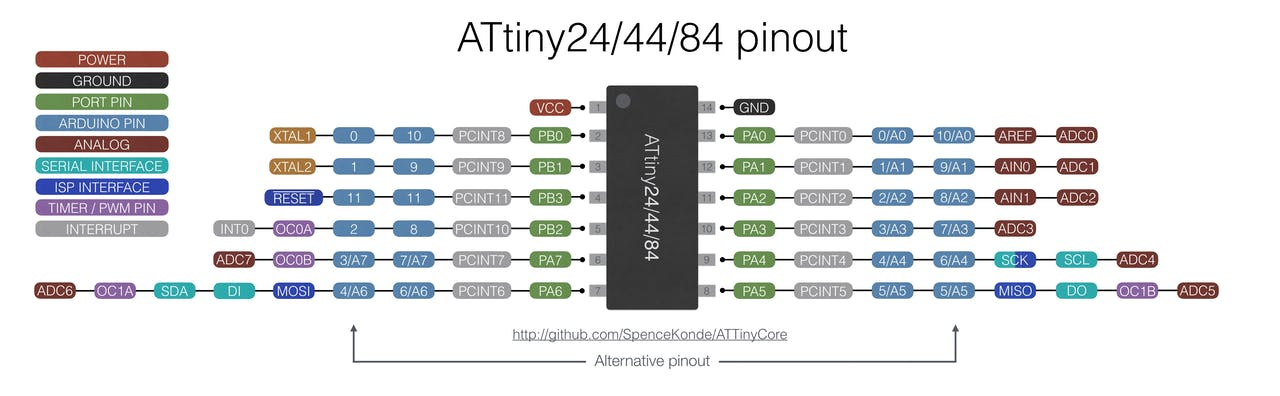 ATtiny24/44/84 pinout
POWER
GROUND
PORT PIN
ARDUINO PIN
ANALOG
SERIAL INTERFACE
ISP INTERFACE
TIMER / PWM PIN
INTERRUPT
VCC 1 14 GND
XTAL1 0 10 PCINT8 PB0 2 13 PA0 PCINT0 0/A0 10/A0 AREF ADC0
XTAL2 1 9 PCINT9 PB1 3 12 PA1 PCINT1 1/A1 9/A1 AIN0 ADC1
RESET 11 11 PCINT11 PB3 4 11 PA2 PCINT2 2/A2 8/A2 AIN1 ADC2
INT0 OC0A 2 8 PCINT10 PB2 5 10 PA3 PCINT3 3/A3 7/A3 ADC3
ADC7 OC0B 3/A7 7/A7 PCINT7 PA7 6 9 PA4 PCINT4 4/A4 6/A4 SCK SCL ADC4
ADC6 OC1A SDA DI MOSI 4/A6 6/A6 PCINT6 PA6 7 8 PA5 PCINT5 5/A5 5/A5 MISO DO OC1B ADC5
ATtiny24/44/84
http://github.com/SpenceKonde/ATTinyCore
Alternative pinout